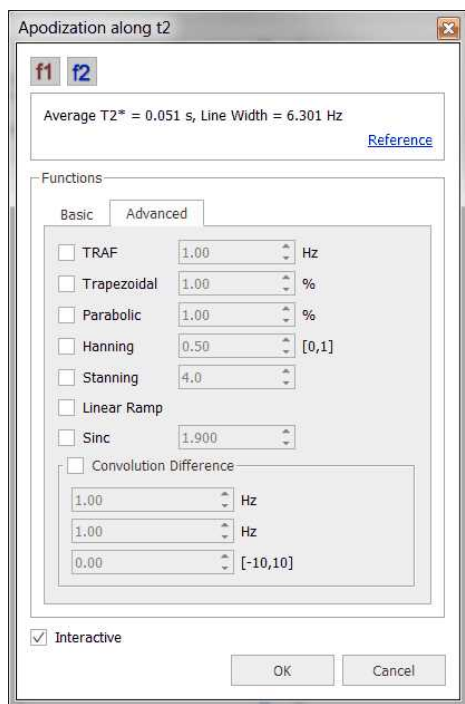 Apodization along t2
f1 f2
Average T2* = 0.051 s, Line Width = 6.301 Hz
Reference
Functions
Basic Advanced
TRAF 1.00 Hz
Trapezoidal 1.00 %
Parabolic 1.00 %
Hanning 0.50 [0,1]
Stanning 4.0
Linear Ramp
Sinc 1.900
Convolution Difference
1.00 Hz
1.00 Hz
0.00 [-10,10]
Interactive
OK Cancel